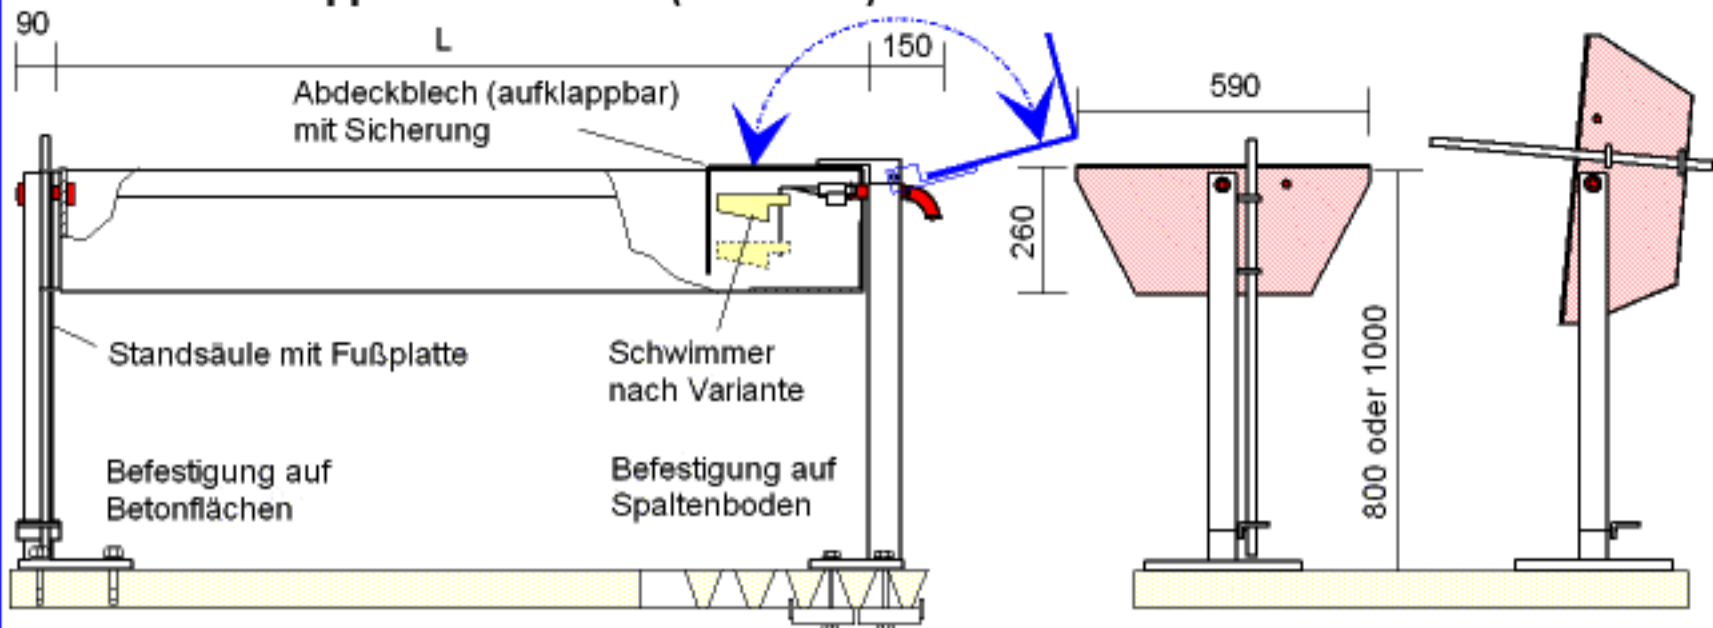 90
L
150
Abdeckblech (aufklappbar)
mit Sicherung
590
260
Standsäule mit Fußplatte
Schwimmer
nach Variante
800 oder 1000
Befestigung auf
Betonflächen
Befestigung auf
Spaltenboden